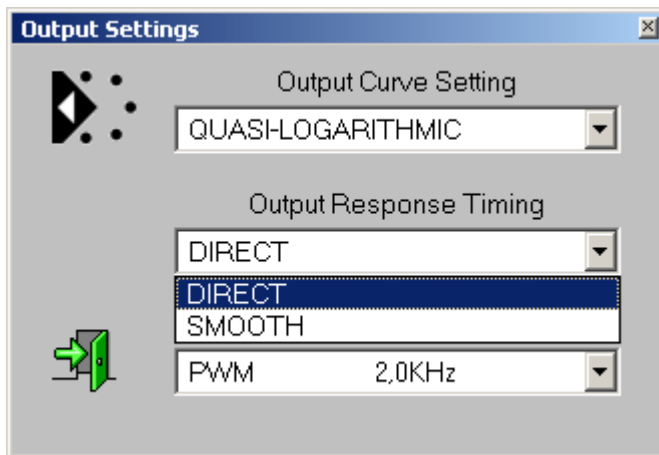 Output Settings
Output Curve Setting
QUASI-LOGARITHMIC
Output Response Timing
DIRECT
DIRECT
SMOOTH
PWM 2,0KHz